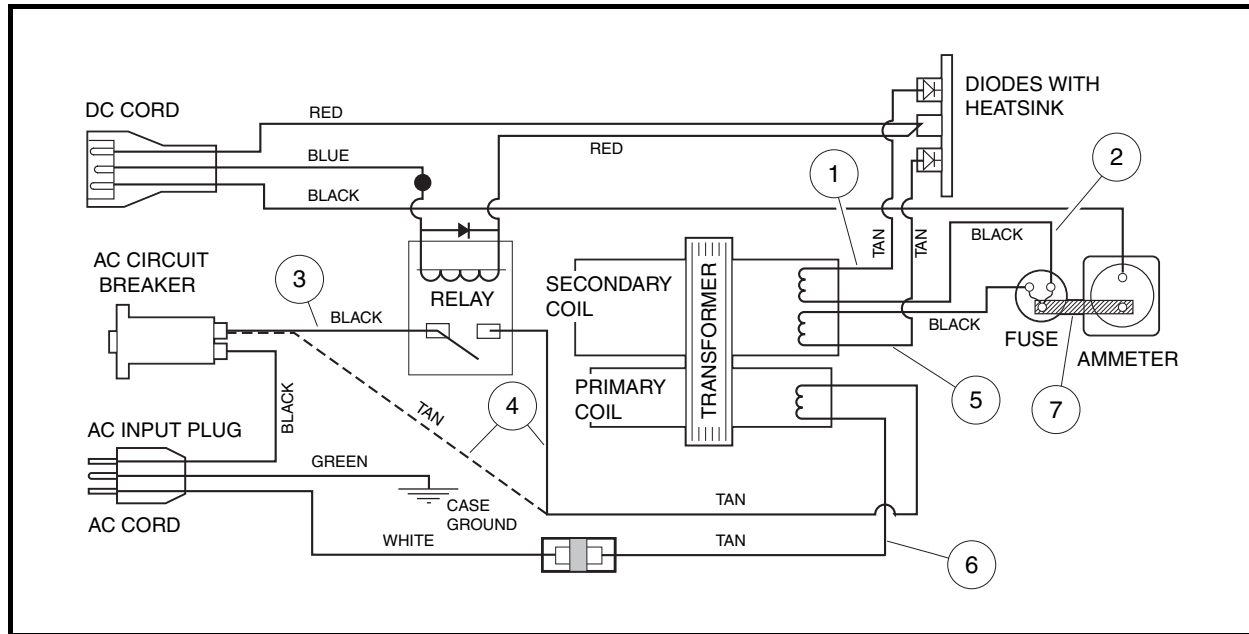 DC CORD
RED
BLUE
BLACK
RED
DIODES WITH
HEATSINK
1
2
TAN
TAN
BLACK
AC CIRCUIT
BREAKER
3
BLACK
RELAY
SECONDARY
COIL
TRANSFORMER
BLACK
FUSE
AMMETER
PRIMARY
COIL
4
5
7
TAN
BLACK
AC INPUT PLUG
GREEN
CASE
GROUND
AC CORD
WHITE
TAN
TAN
6